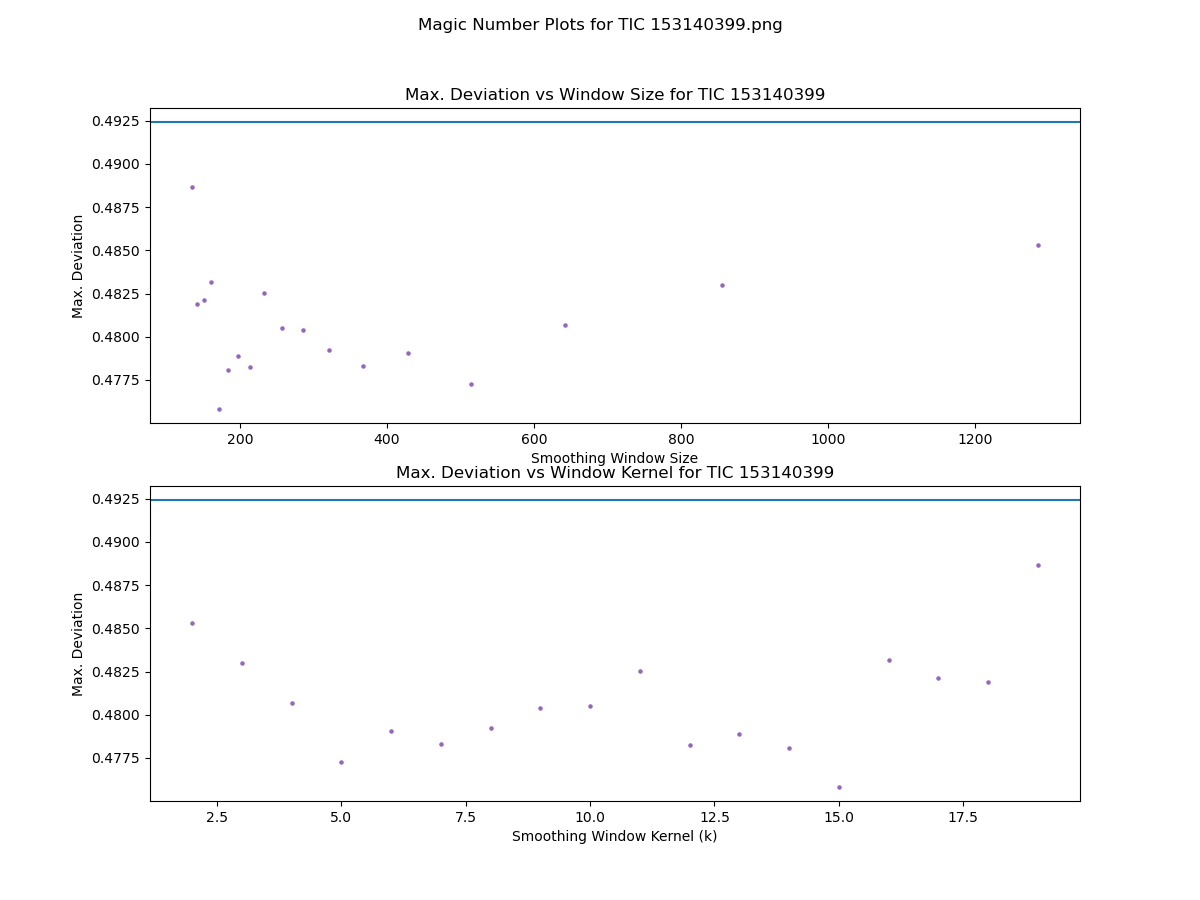 Magic Number Plots for TIC 153140399.png
Max. Deviation vs Window Size for TIC 153140399
0.4925
0.4900
0.4875
0.4850
0.4825
0.4800
0.4775
Max. Deviation
200 400 600 800 1000 1200
Smoothing Window Size
Max. Deviation vs Window Kernel for TIC 153140399
0.4925
0.4900
0.4875
0.4850
0.4825
0.4800
0.4775
Max. Deviation
2.5 5.0 7.5 10.0 12.5 15.0 17.5
Smoothing Window Kernel (k)